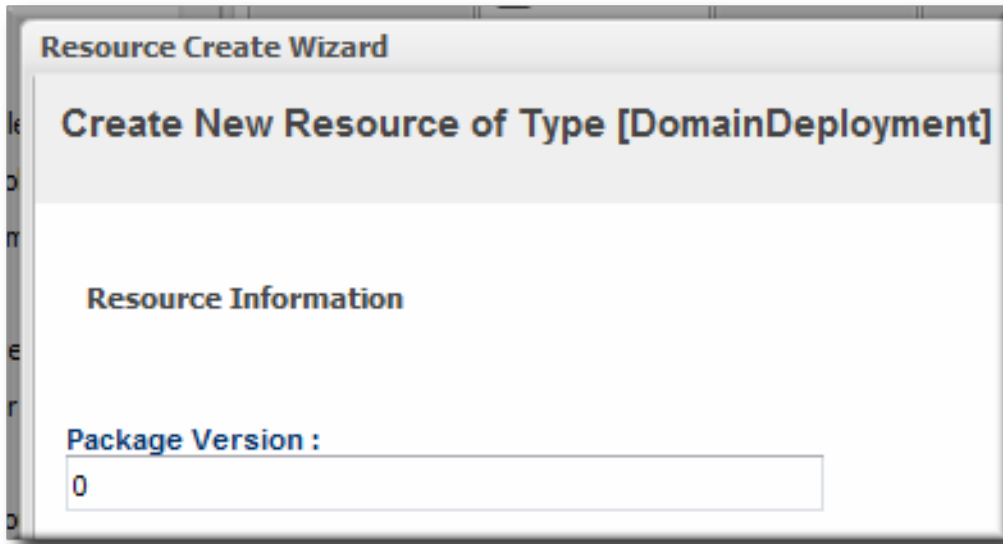 Resource Create Wizard
Create New Resource of Type [DomainDeployment]
Resource Information
Package Version :
0